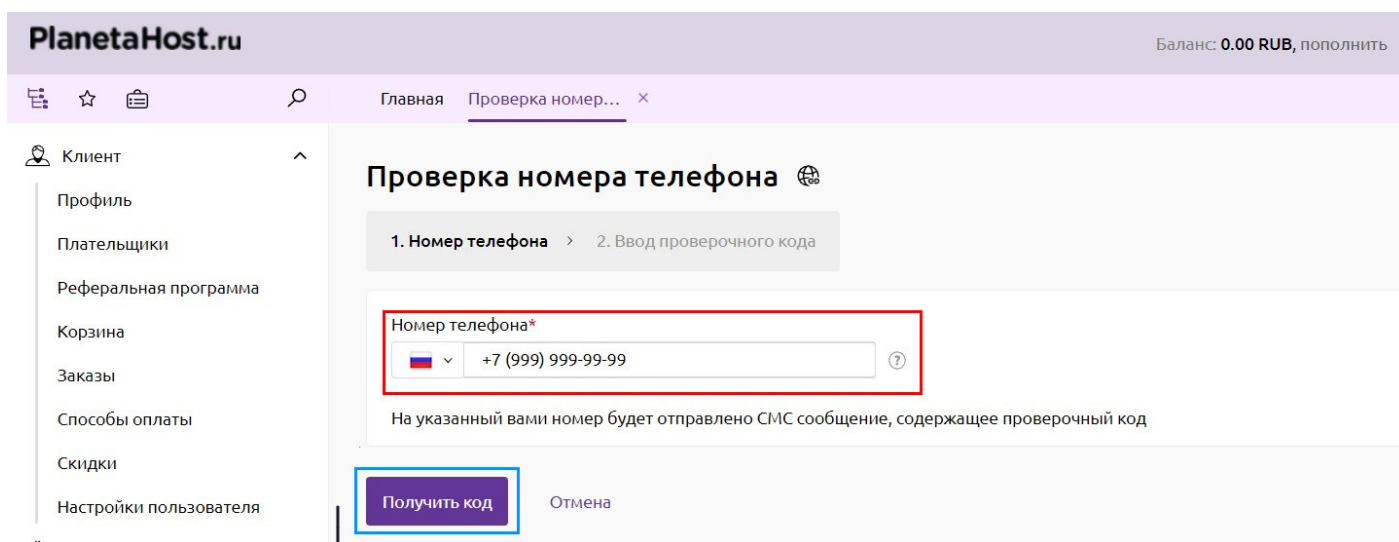 PlanetaHost.ru
Баланс: 0.00 RUB, пополнить
Главная Проверка номер... ×
Клиент
Профиль
Плательщики
Реферальная программа
Корзина
Заказы
Способы оплаты
Скидки
Настройки пользователя
Проверка номера телефона
1. Номер телефона > 2. Ввод проверочного кода
Номер телефона*
+7 (999) 999-99-99 ?
На указанный вами номер будет отправлено СМС сообщение, содержащее проверочный код
Получить код Отмена